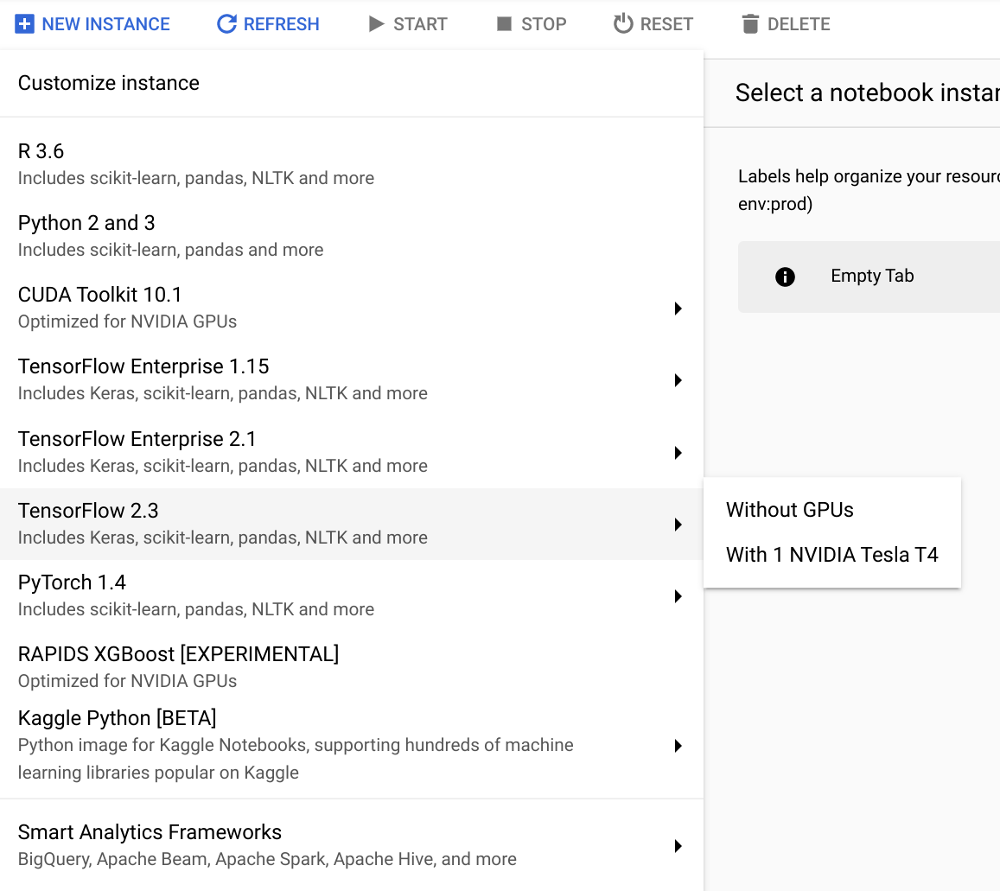 NEW INSTANCE REFRESH START STOP RESET DELETE
Customize instance
Select a notebook instan
R 3.6
Includes scikit-learn, pandas, NLTK and more
Labels help organize your resourc
env:prod)
Python 2 and 3
Includes scikit-learn, pandas and more
Empty Tab
CUDA Toolkit 10.1
Optimized for NVIDIA GPUs
TensorFlow Enterprise 1.15
Includes Keras, scikit-learn, pandas, NLTK and more
TensorFlow Enterprise 2.1
Includes Keras, scikit-learn, pandas, NLTK and more
TensorFlow 2.3
Includes Keras, scikit-learn, pandas, NLTK and more
Without GPUs
With 1 NVIDIA Tesla T4
PyTorch 1.4
Includes scikit-learn, pandas, NLTK and more
RAPIDS XGBoost [EXPERIMENTAL]
Optimized for NVIDIA GPUs
Kaggle Python [BETA]
Python image for Kaggle Notebooks, supporting hundreds of machine
learning libraries popular on Kaggle
Smart Analytics Frameworks
BigQuery, Apache Beam, Apache Spark, Apache Hive, and more